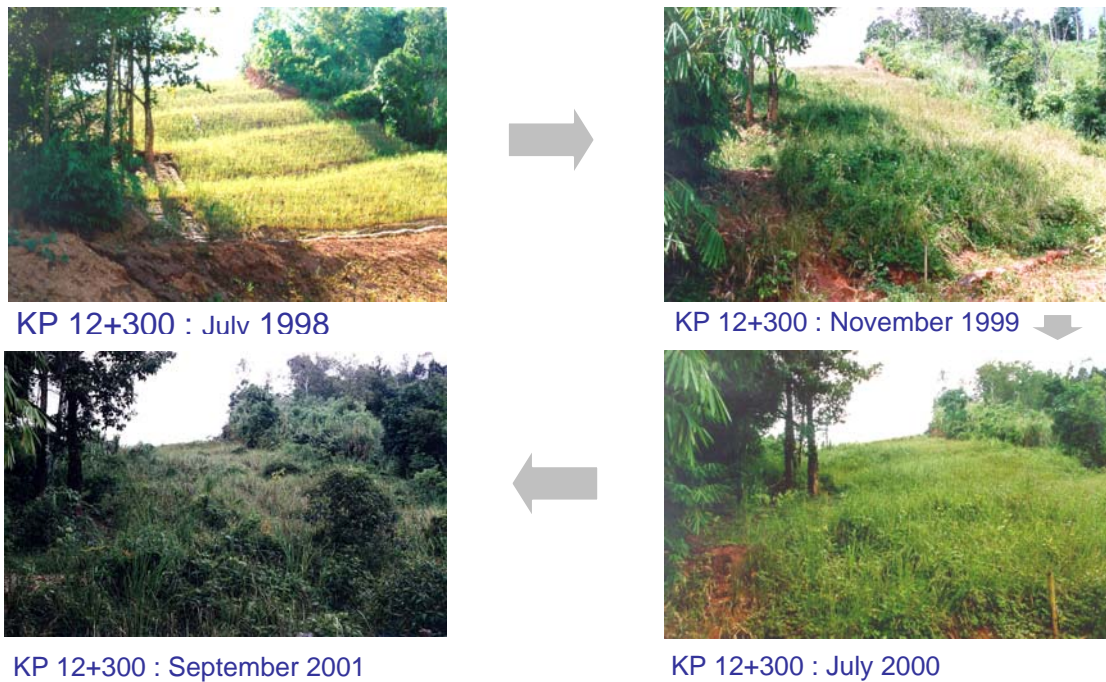 KP 12+300 : July 1998
KP 12+300 : November 1999
KP 12+300 : July 2000
KP 12+300 : September 2001